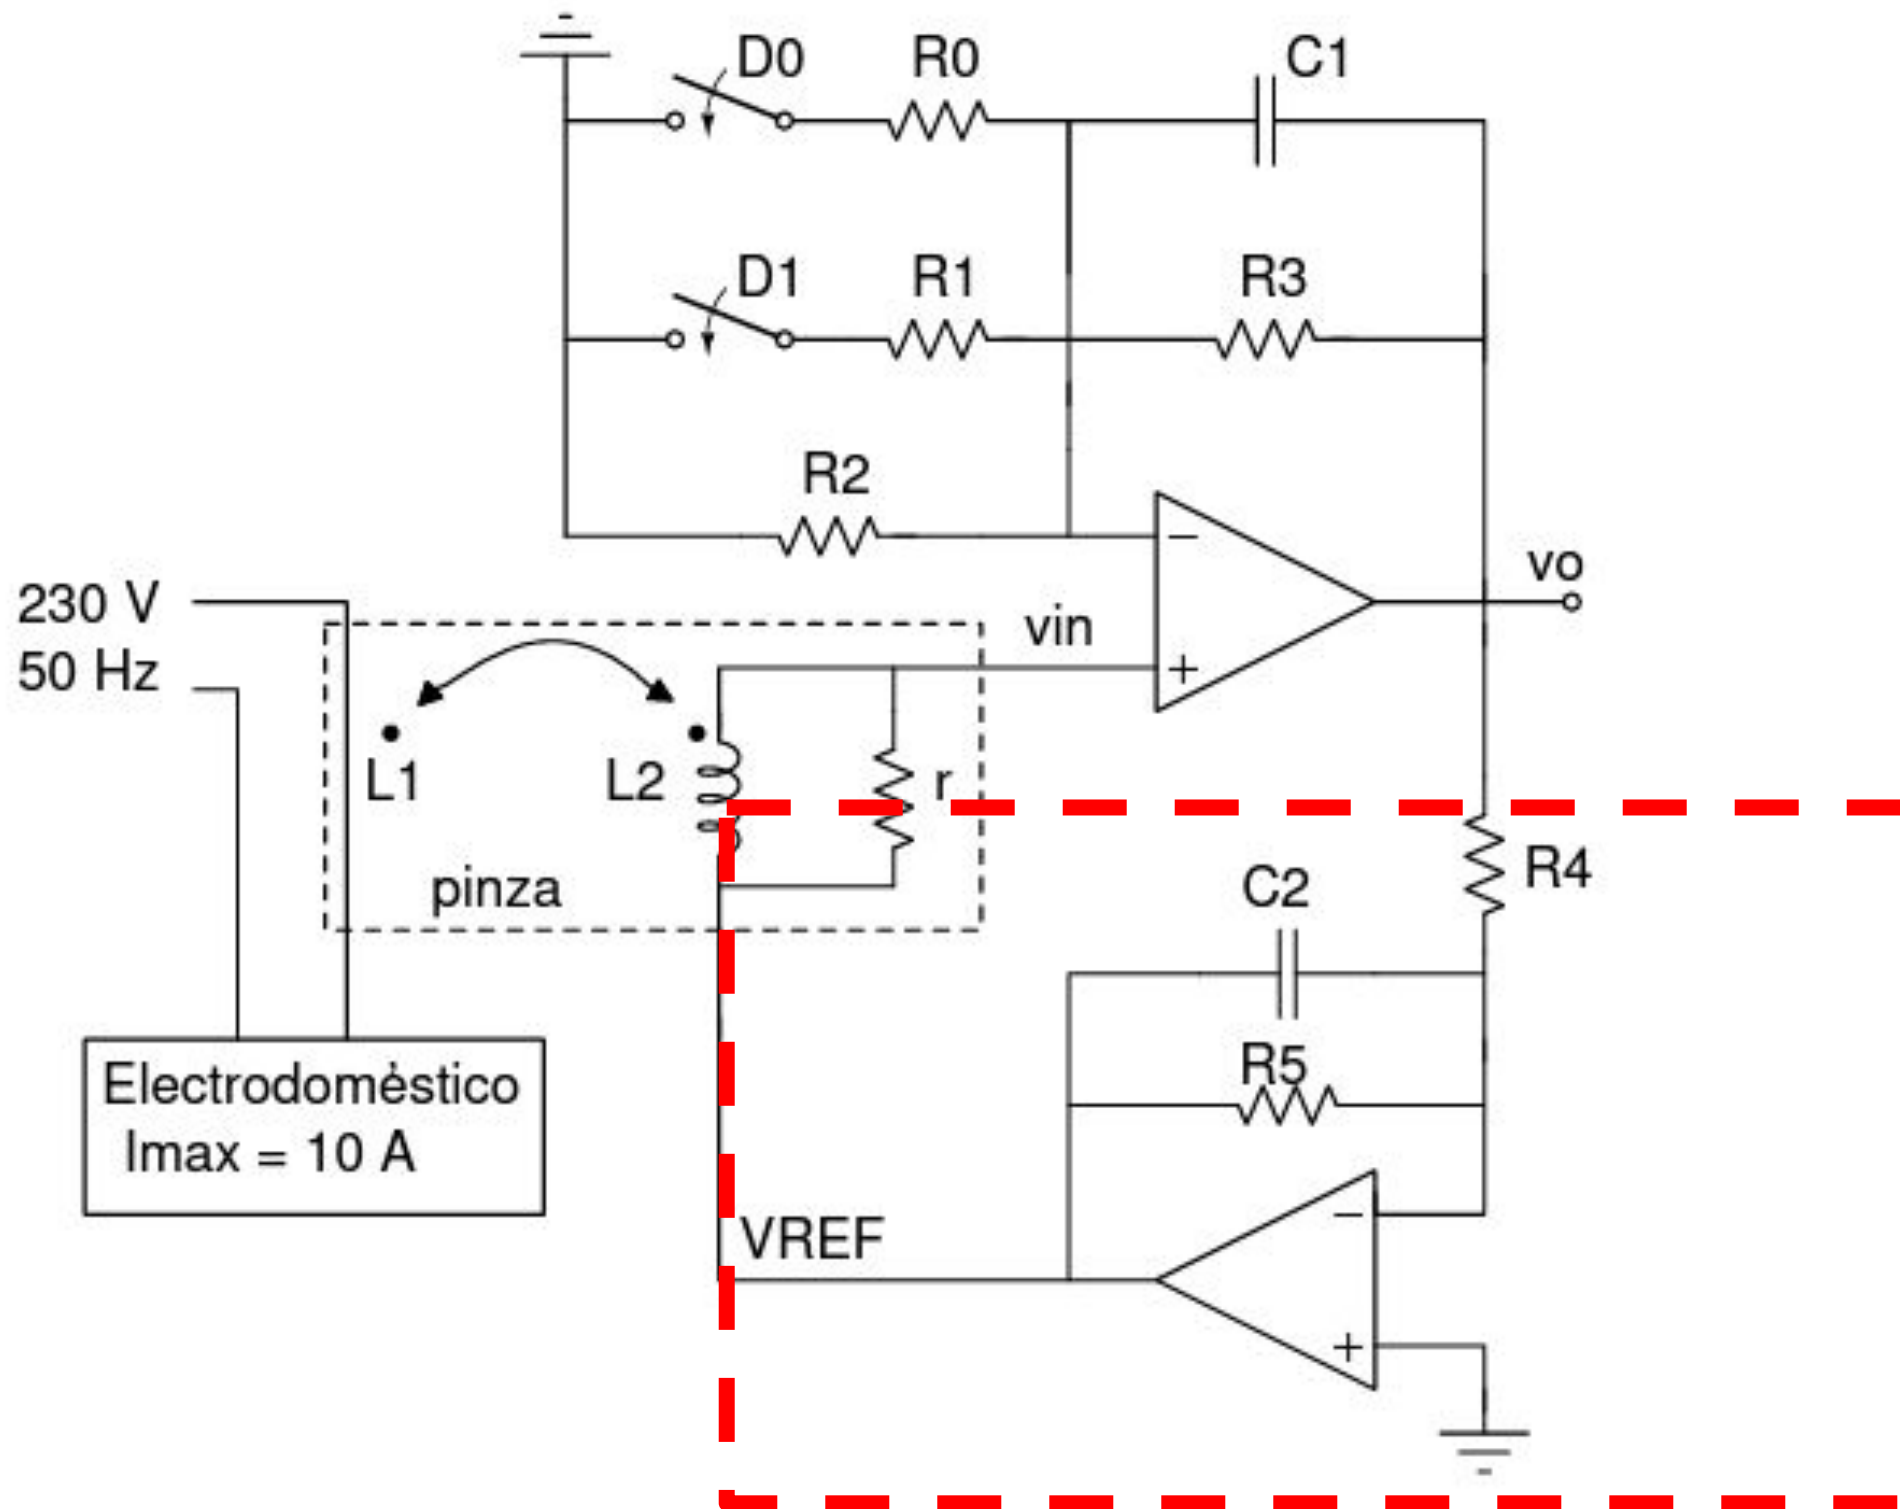 D0
R0
C1
D1
R1
R3
R2
−
+
vo
vin
230 V
50 Hz
L1
L2
r
pinza
R4
C2
R5
Electrodoméstico
Imax = 10 A
VREF
−
+